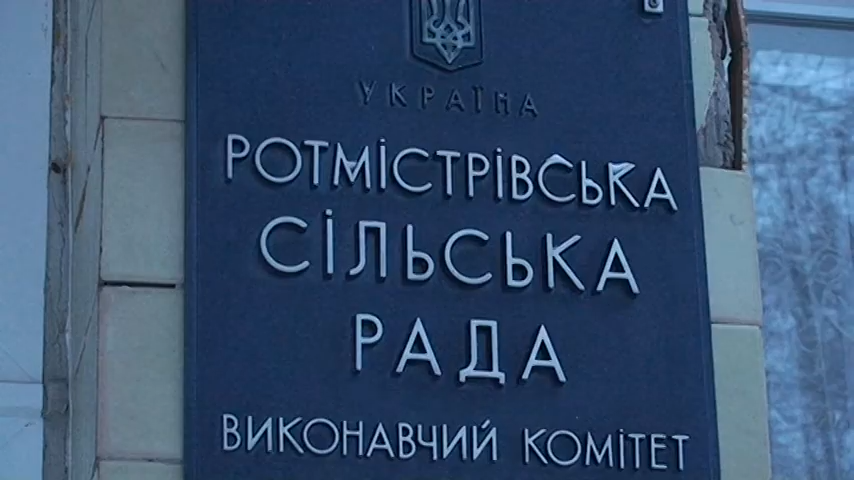 УКРАЇНА
РОТМІСТРІВСЬКА
СІЛЬСЬКА
РАДА
ВИКОНАВЧИЙ КОМІТЕТ